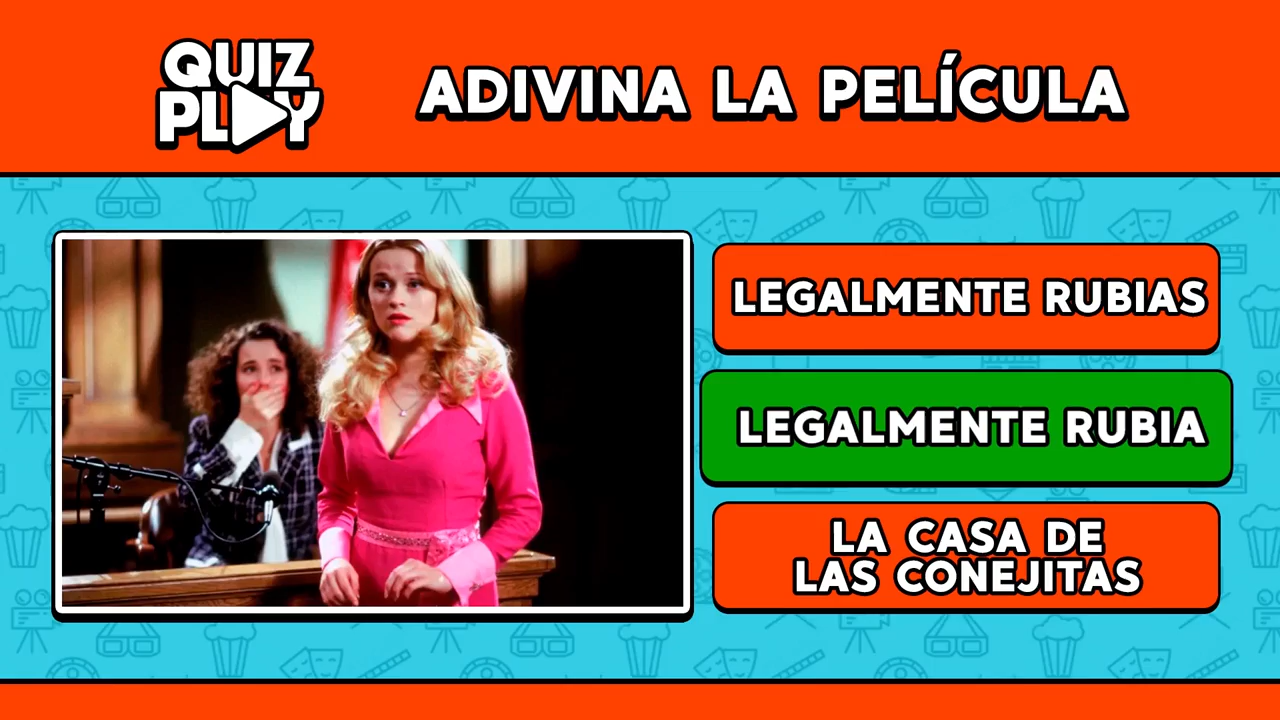 QUIZ
PLAY
ADIVINA LA PELÍCULA
LEGALMENTE RUBIAS
LEGALMENTE RUBIA
LA CASA DE
LAS CONEJITAS